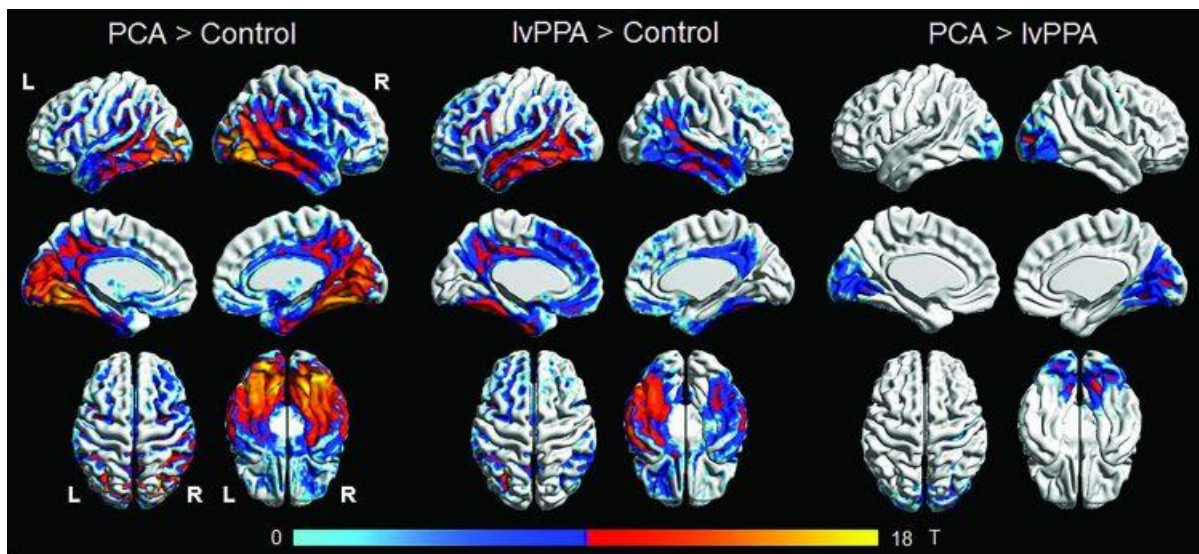 PCA > Control
lvPPA > Control
PCA > lvPPA
L
R
L
R
L
R
0
18 T